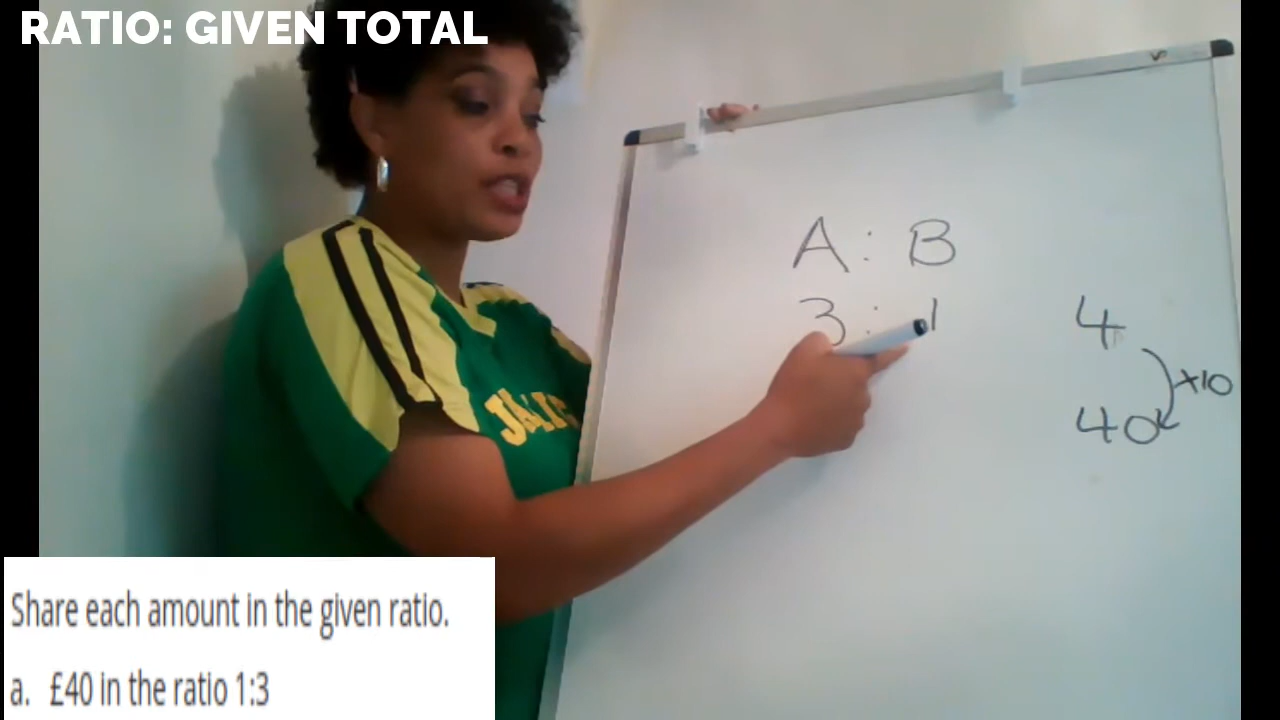 RATIO: GIVEN TOTAL
A : B
3 : 1
4
×10
40
Share each amount in the given ratio.
a. £40 in the ratio 1:3